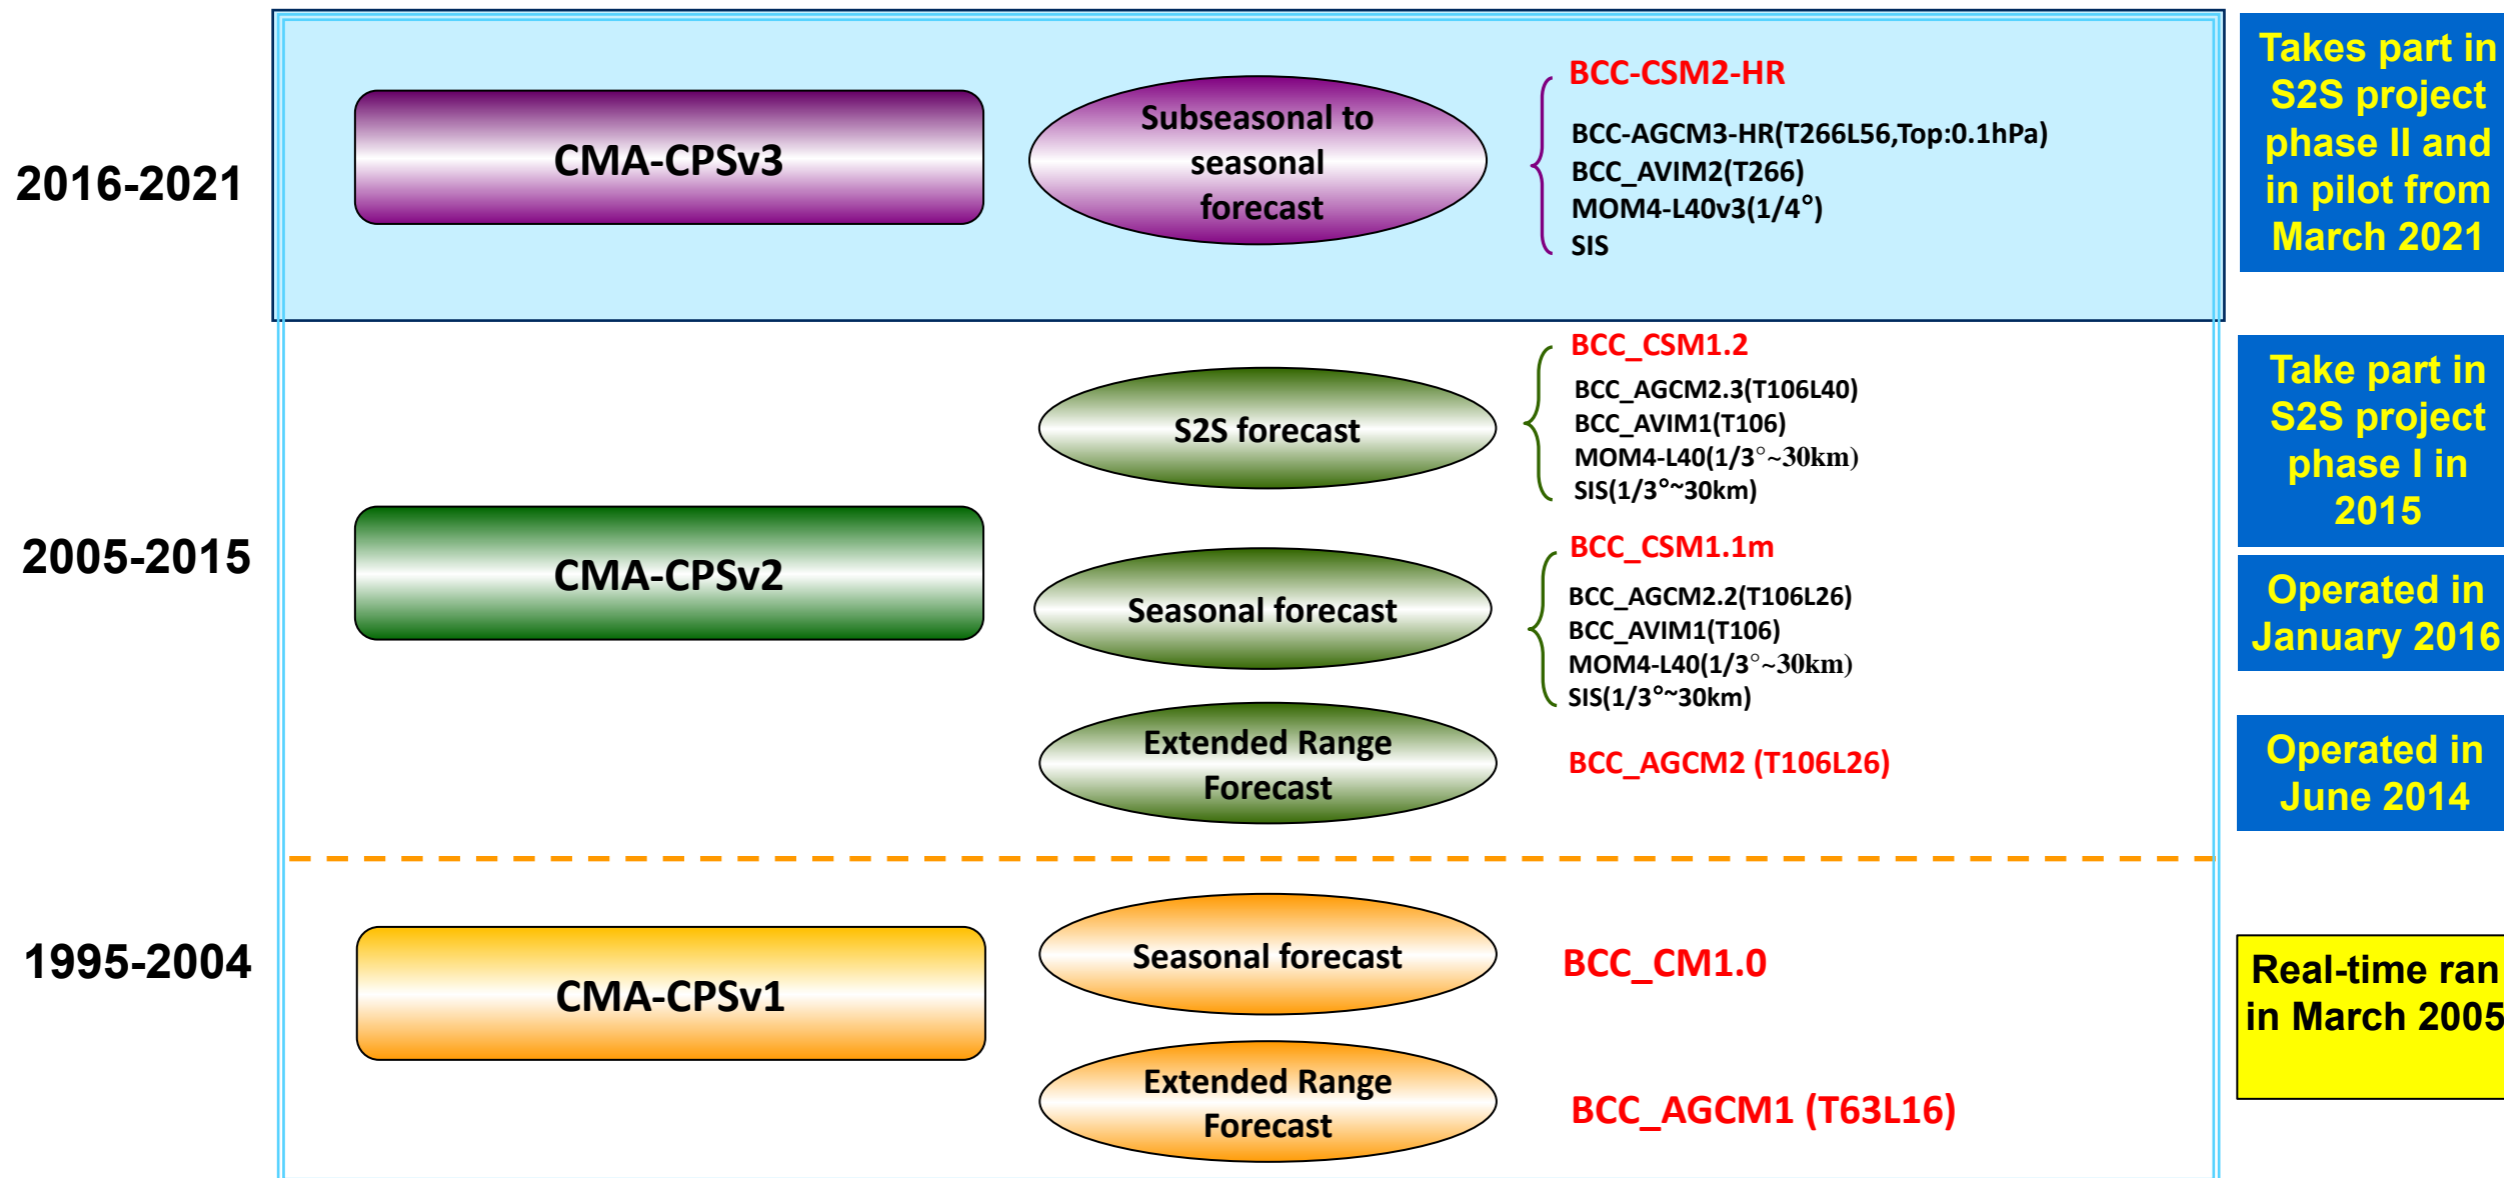 2016-2021
CMA-CPSv3
Subseasonal to
seasonal
forecast
BCC-CSM2-HR
BCC-AGCM3-HR(T266L56,Top:0.1hPa)
BCC_AVIM2(T266)
MOM4-L40v3(1/4°)
SIS
Takes part in
S2S project
phase II and
in pilot from
March 2021
2005-2015
CMA-CPSv2
S2S forecast
BCC_CSM1.2
BCC_AGCM2.3(T106L40)
BCC_AVIM1(T106)
MOM4-L40(1/3°~30km)
SIS(1/3°~30km)
Take part in
S2S project
phase I in
2015
Seasonal forecast
BCC_CSM1.1m
BCC_AGCM2.2(T106L26)
BCC_AVIM1(T106)
MOM4-L40(1/3°~30km)
SIS(1/3°~30km)
Operated in
January 2016
Extended Range
Forecast
BCC_AGCM2 (T106L26)
Operated in
June 2014
1995-2004
CMA-CPSv1
Seasonal forecast
BCC_CM1.0
Real-time ran
in March 2005
Extended Range
Forecast
BCC_AGCM1 (T63L16)